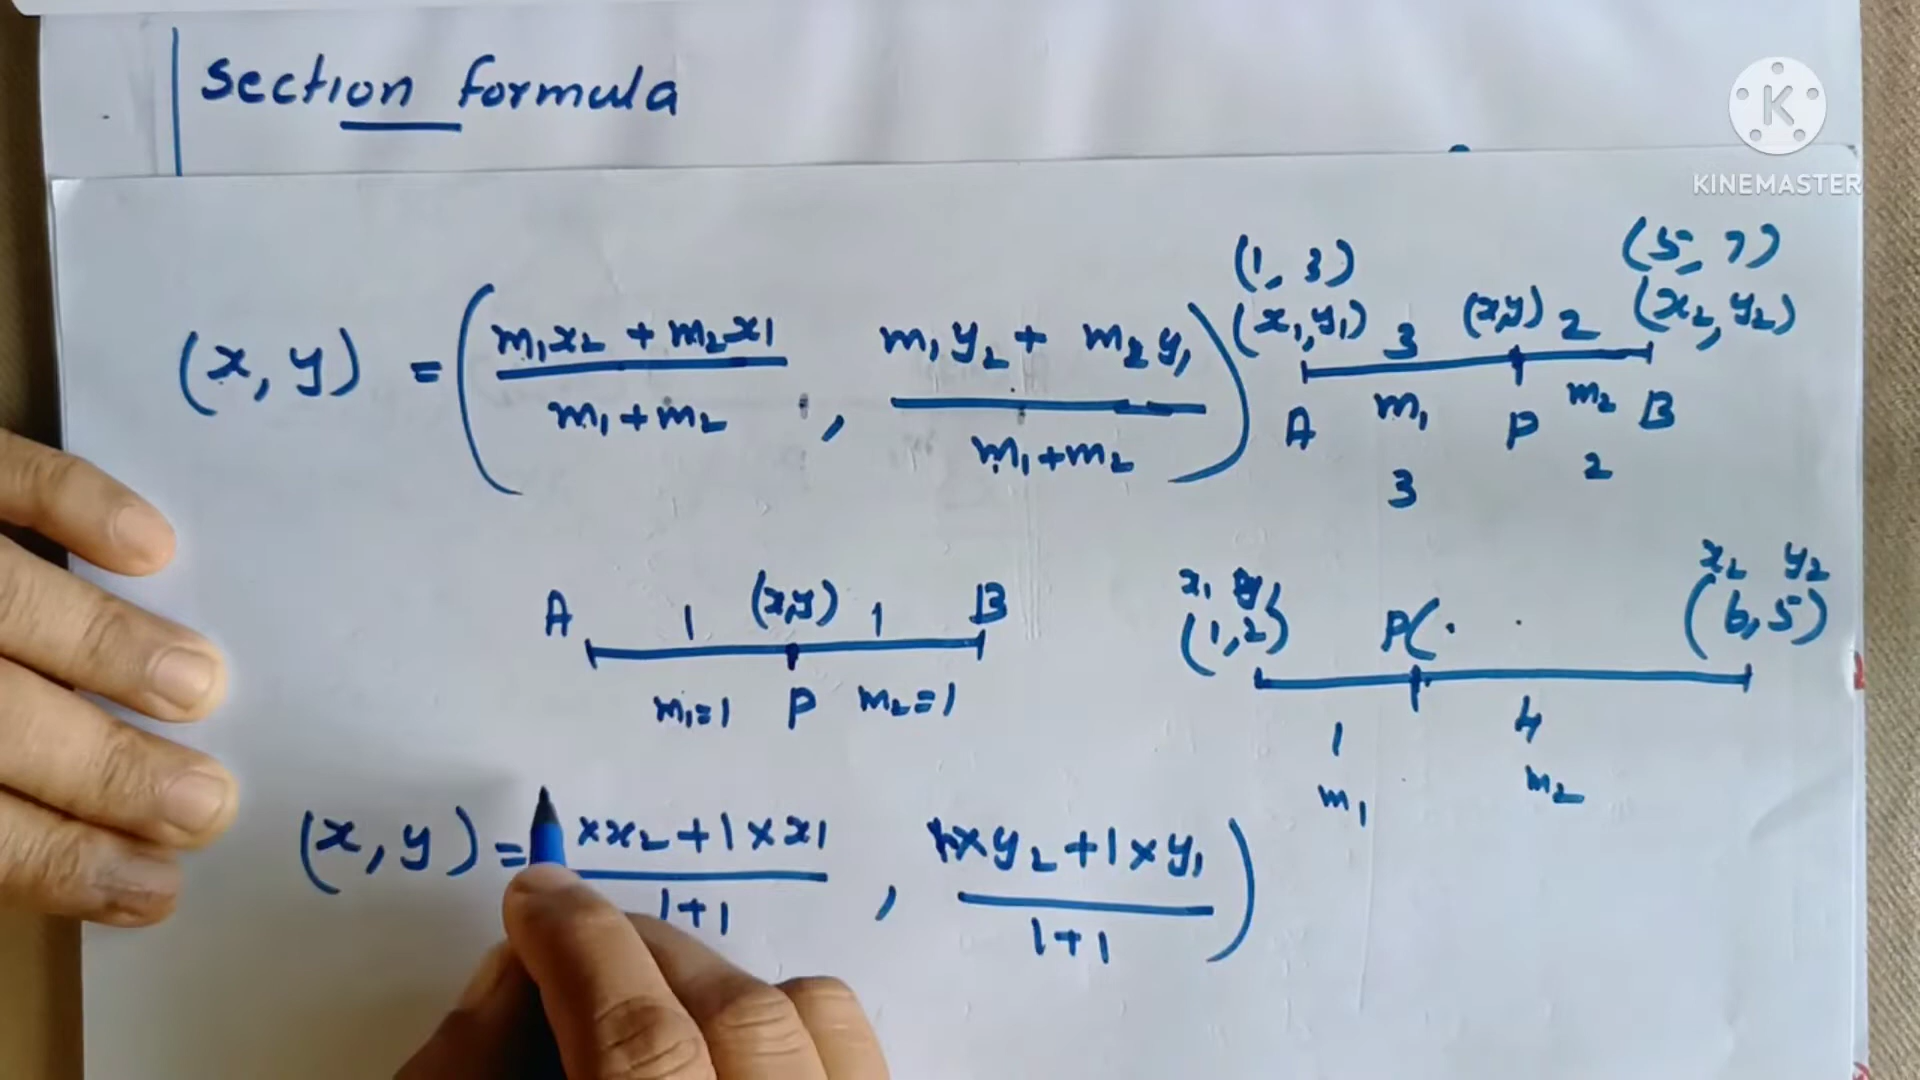 section formula
KINEMASTER
(1, 3) (5, 7)
(x, y) = ( m₁x₂ + m₂x₁ / m₁ + m₂ , m₁y₂ + m₂y₁ / m₁ + m₂ )
(x₁, y₁) 3 (x,y) 2 (x₂, y₂)
A m₁ P m₂ B
3 2
A 1 (x,y) 1 B
m₁=1 P m₂=1
x₁ y₁ x₂ y₂
(1,2) P( (6,5)
1 4
m₁ m₂
(x, y) = xx₂ + 1 x x₁ / 1+1 , 1x y₂ + 1 x y₁ / 1+1 )